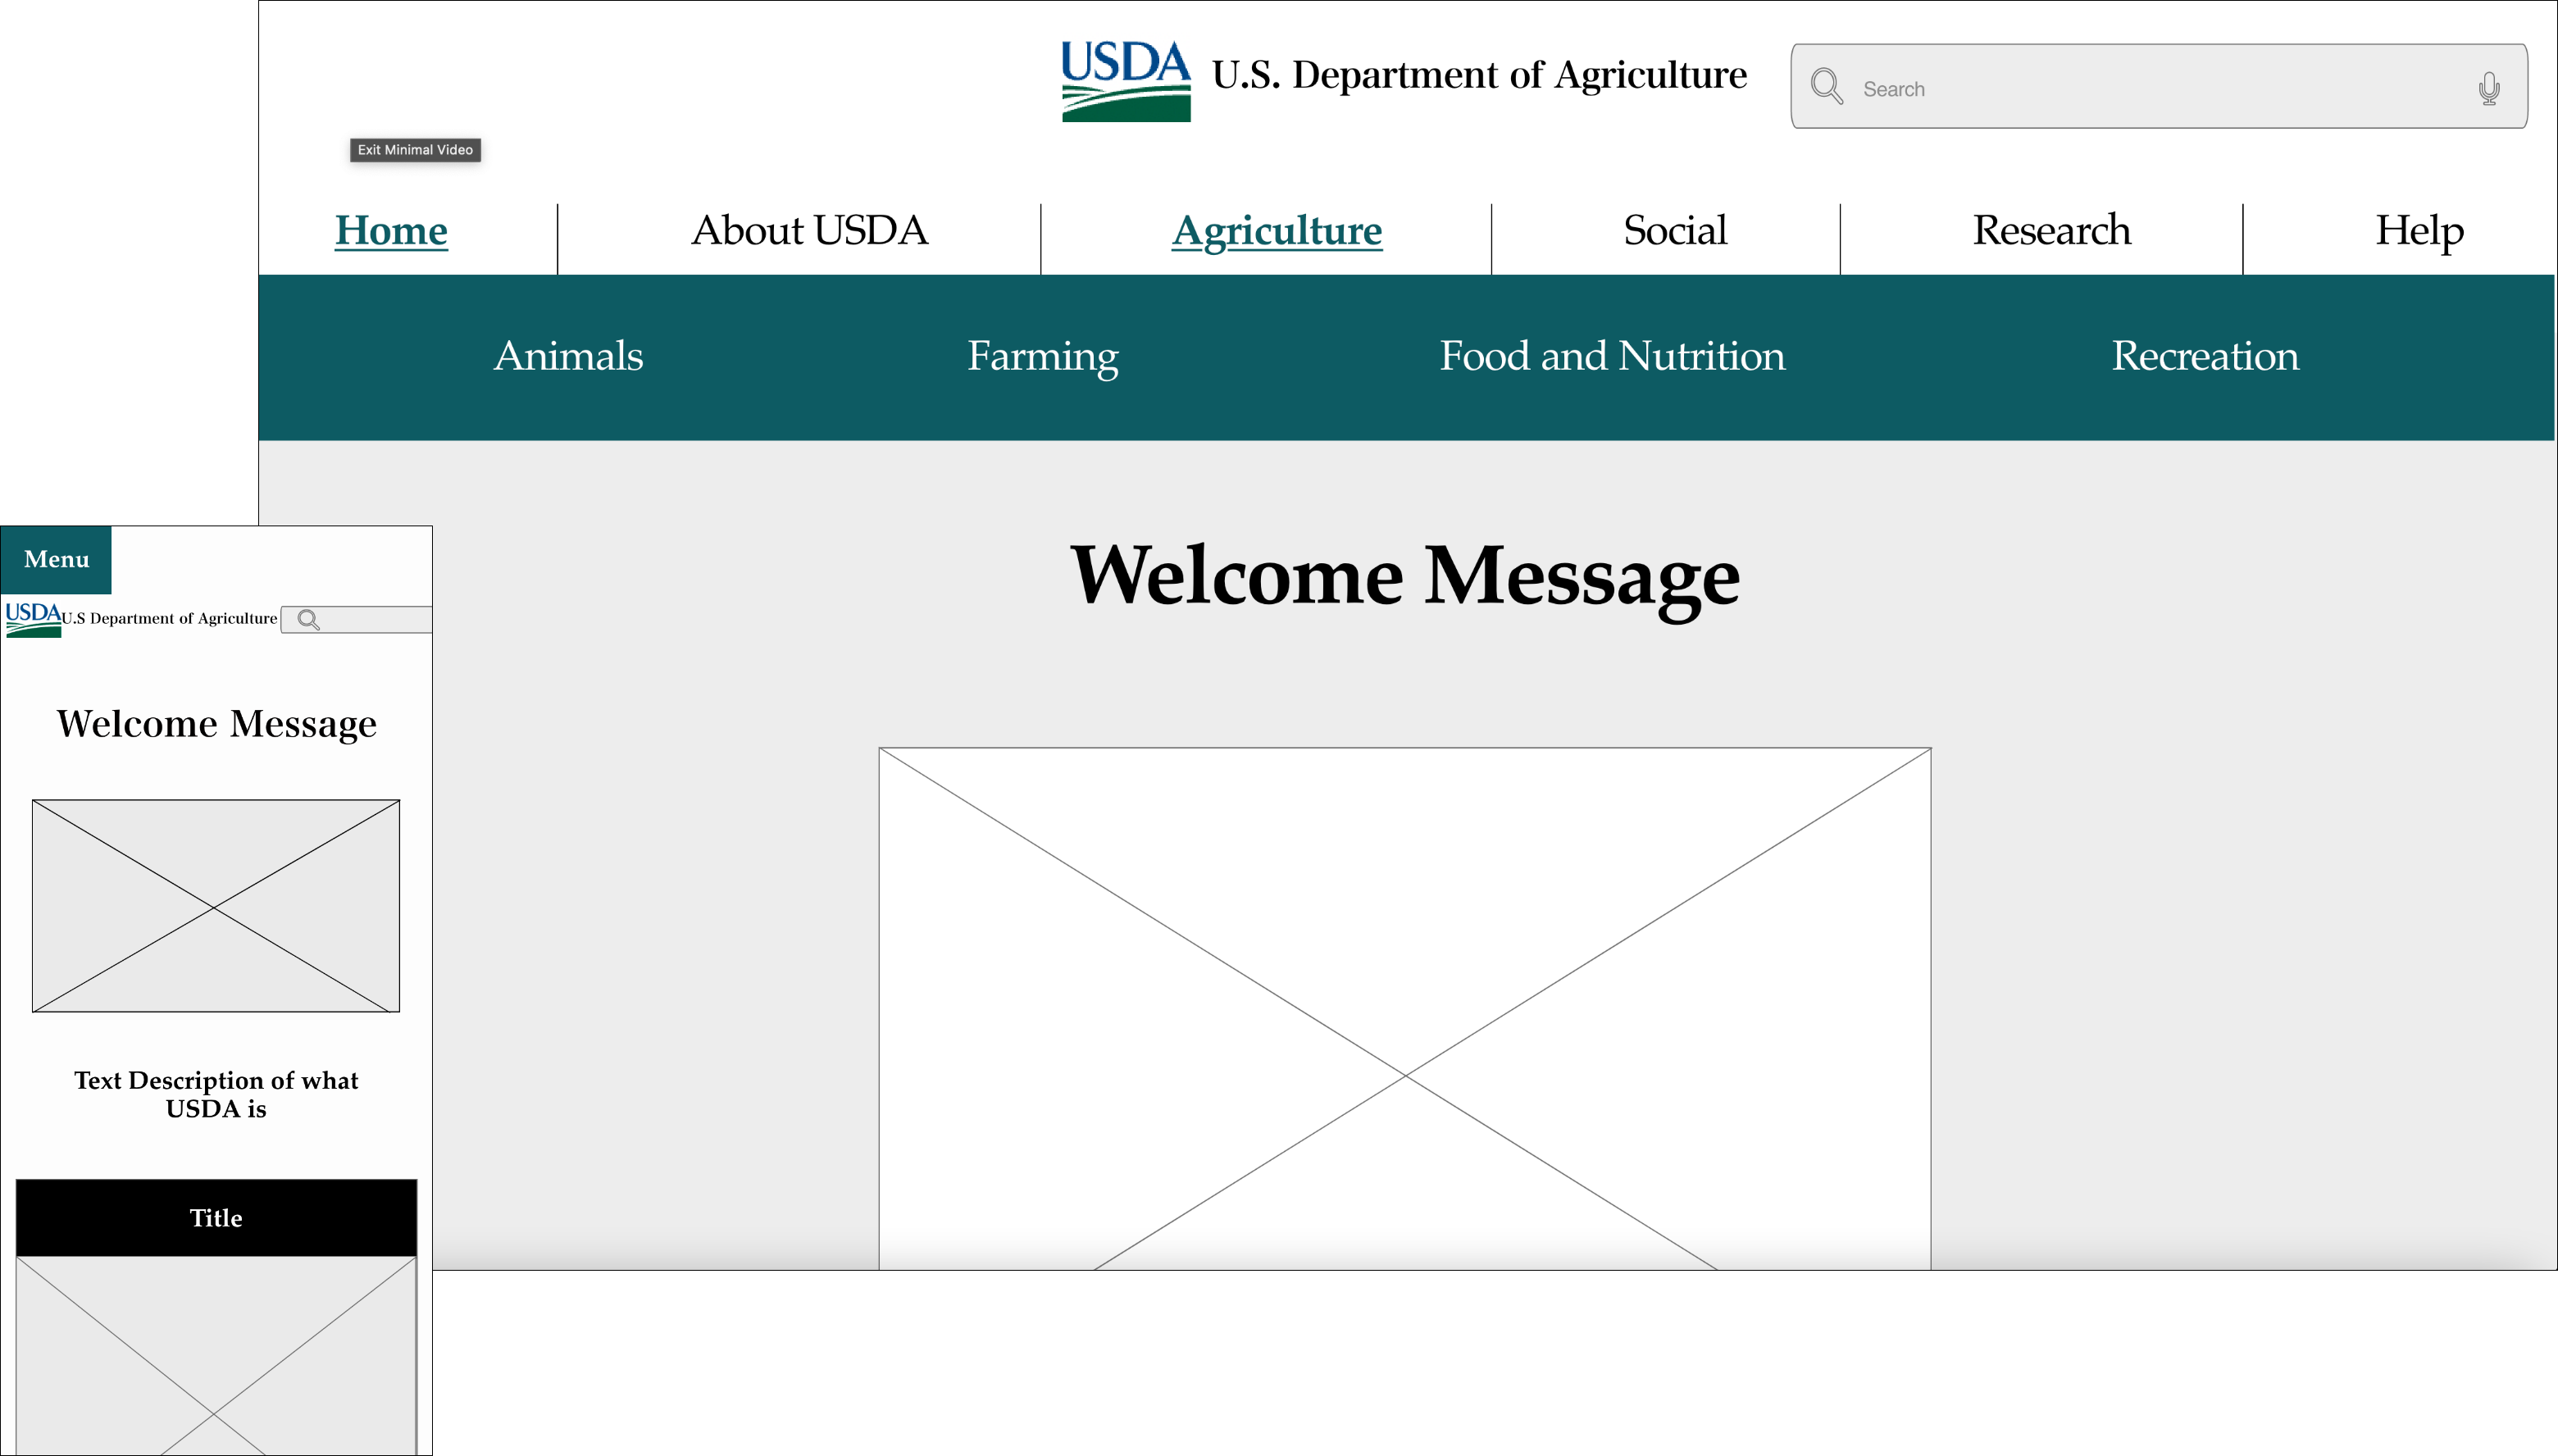 USDA U.S. Department of Agriculture
Search
Exit Minimal Video
Home About USDA Agriculture Social Research Help
Animals Farming Food and Nutrition Recreation
Welcome Message
Menu
USDA U.S Department of Agriculture
Welcome Message
Text Description of what
USDA is
Title